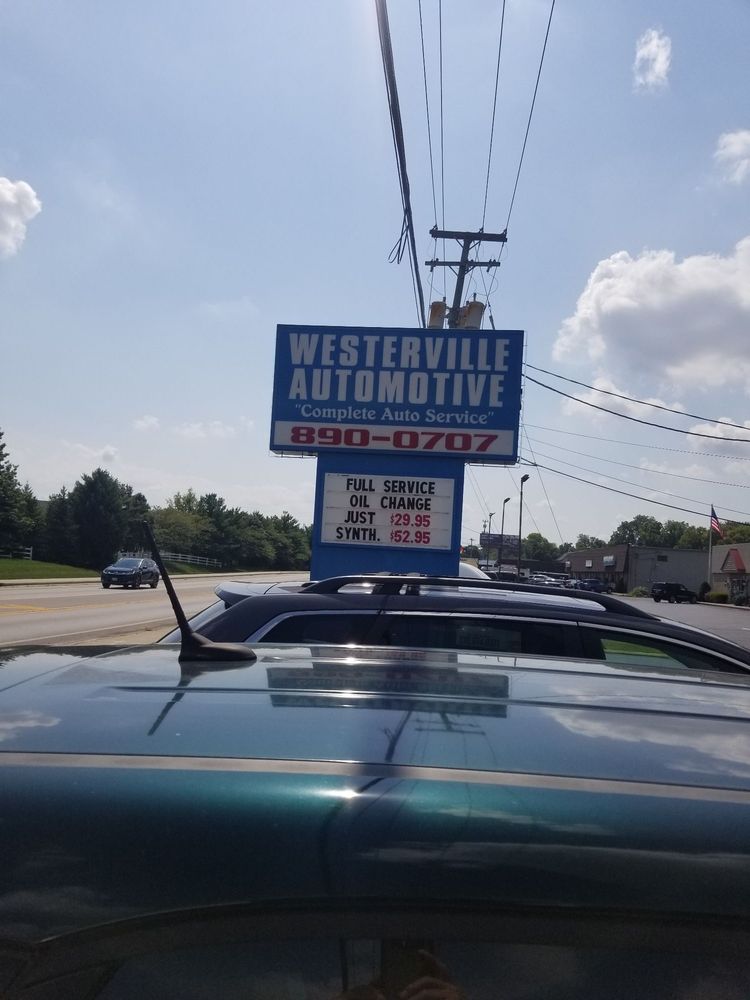 WESTERVILLE
AUTOMOTIVE
"Complete Auto Service"
890-0707
FULL SERVICE
OIL CHANGE
JUST $29.95
SYNTH. $52.95